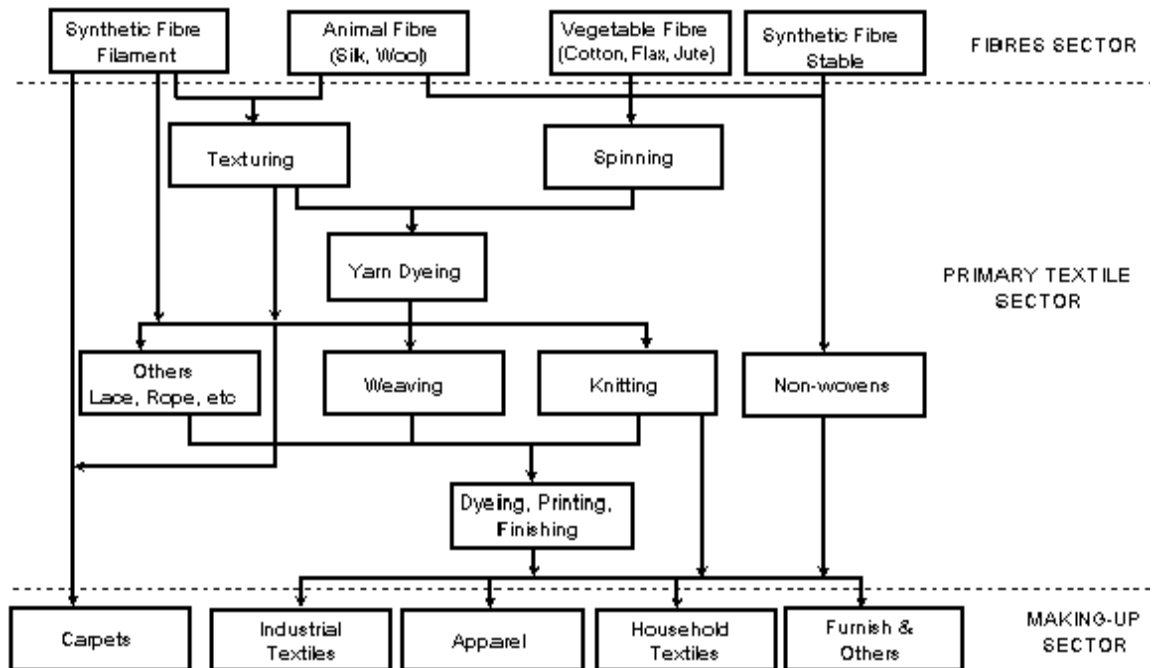 Synthetic Fibre
Filament
Animal Fibre
(Silk, Wool)
Vegetable Fibre
(Cotton, Flax, Jute)
Synthetic Fibre
Stable
FIBRES SECTOR
Texturing
Spinning
Yarn Dyeing
PRIMARY TEXTILE
SECTOR
Others
Lace, Rope, etc
Weaving
Knitting
Non-wovens
Dyeing, Printing,
Finishing
Carpets
Industrial
Textiles
Apparel
Household
Textiles
Furnish &
Others
MAKING-UP
SECTOR